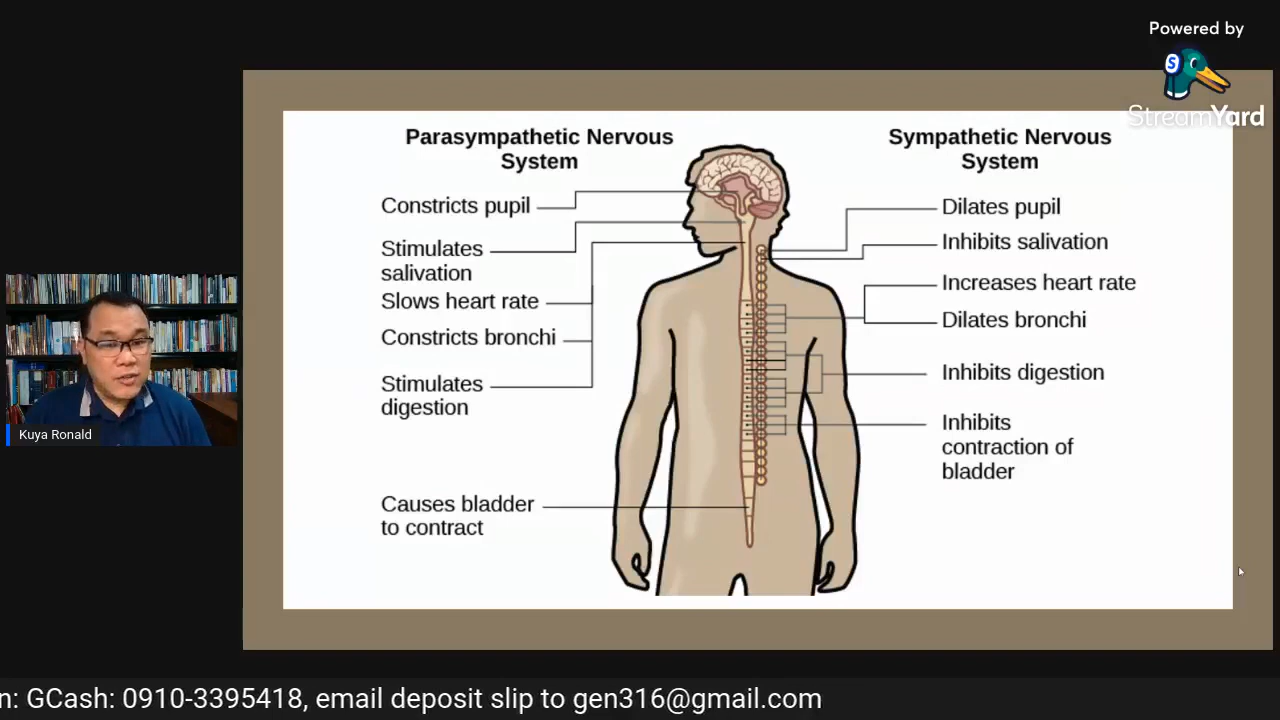 Powered by
S
StreamYard
Parasympathetic Nervous
System
Sympathetic Nervous
System
Constricts pupil
Stimulates
salivation
Slows heart rate
Constricts bronchi
Stimulates
digestion
Causes bladder
to contract
Dilates pupil
Inhibits salivation
Increases heart rate
Dilates bronchi
Inhibits digestion
Inhibits
contraction of
bladder
Kuya Ronald
n: GCash: 0910-3395418, email deposit slip to gen316@gmail.com